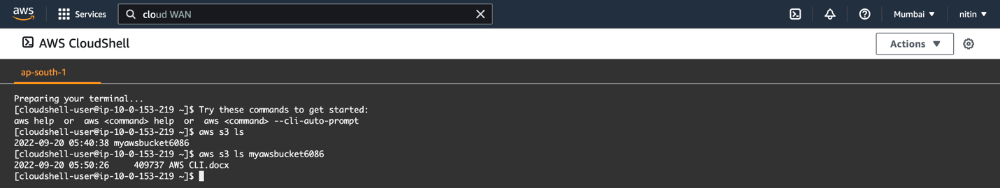 aws Services cloud WAN Mumbai ▼ nitin ▼
AWS CloudShell Actions ▼
ap-south-1
Preparing your terminal...
[cloudshell-user@ip-10-0-153-219 ~]$ Try these commands to get started:
aws help  or  aws <command> help  or  aws <command> --cli-auto-prompt
[cloudshell-user@ip-10-0-153-219 ~]$ aws s3 ls
2022-09-20 05:40:38 myawsbucket6086
[cloudshell-user@ip-10-0-153-219 ~]$ aws s3 ls myawsbucket6086
2022-09-20 05:50:26     409737 AWS CLI.docx
[cloudshell-user@ip-10-0-153-219 ~]$